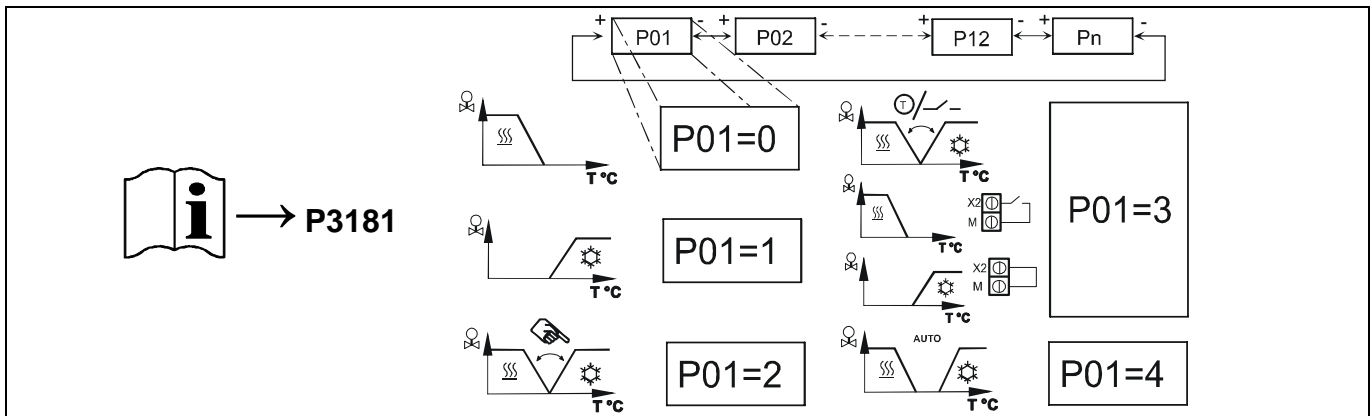 + P01 - + P02 - + P12 - + Pn -
P3181
T °C
P01=0
T °C
P01=1
T °C
P01=2
T
T °C
X2
M
T °C
X2
M
T °C
P01=3
AUTO
T °C
P01=4